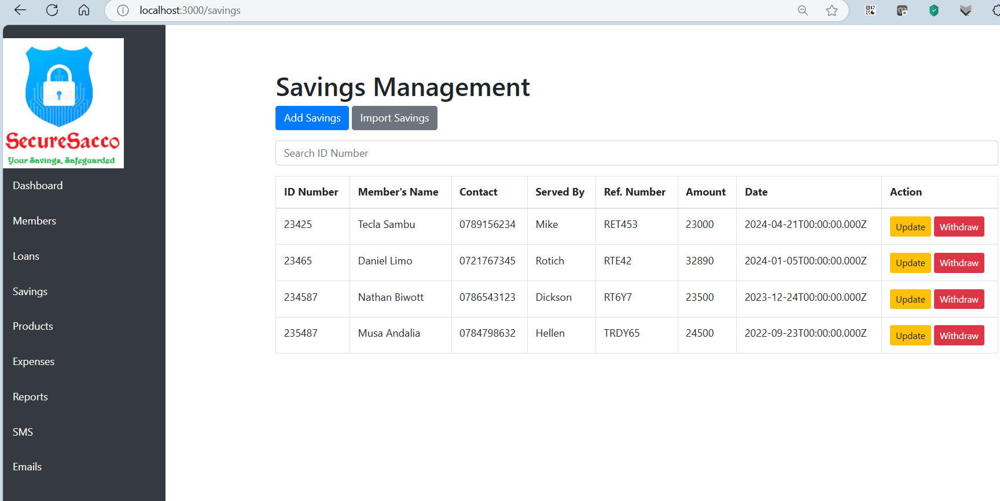 localhost:3000/savings
SecureSacco
Your Savings, Safeguarded
Dashboard
Members
Loans
Savings
Products
Expenses
Reports
SMS
Emails
Savings Management
Add Savings Import Savings
Search ID Number
ID Number Member's Name Contact Served By Ref. Number Amount Date Action
23425 Tecla Sambu 0789156234 Mike RET453 23000 2024-04-21T00:00:00.000Z Update Withdraw
23465 Daniel Limo 0721767345 Rotich RTE42 32890 2024-01-05T00:00:00.000Z Update Withdraw
234587 Nathan Biwott 0786543123 Dickson RT6Y7 23500 2023-12-24T00:00:00.000Z Update Withdraw
235487 Musa Andalia 0784798632 Hellen TRDY65 24500 2022-09-23T00:00:00.000Z Update Withdraw